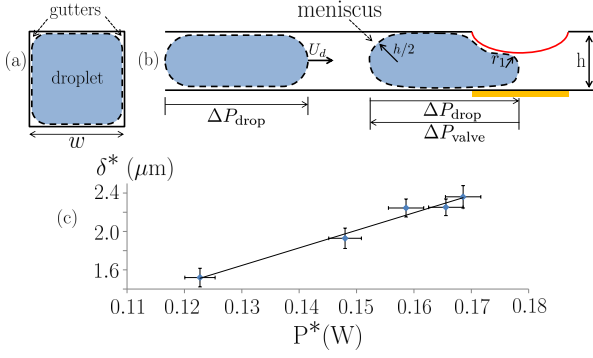 gutters
(a)
droplet
w
(b)
U_d
ΔP_drop
meniscus
h/2
r_1
h
ΔP_drop
ΔP_valve
δ* (μm)
(c)
2.4
2.0
1.6
0.11 0.12 0.13 0.14 0.15 0.16 0.17 0.18
P*(W)